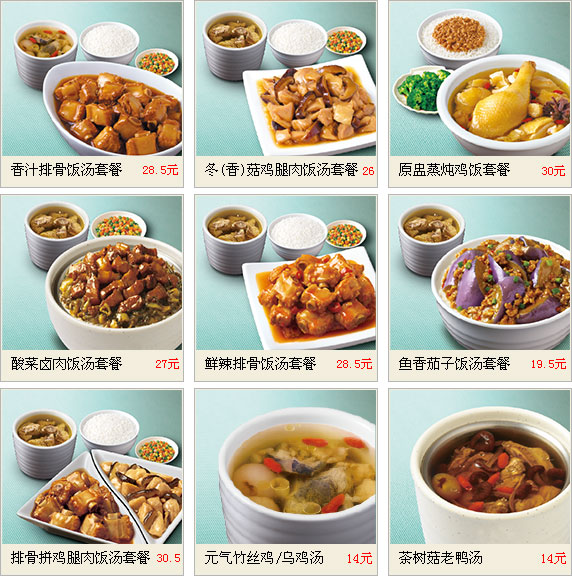 香汁排骨饭汤套餐 28.5元
冬(香)菇鸡腿肉饭汤套餐 26
原盅蒸炖鸡饭套餐 30元
酸菜卤肉饭汤套餐 27元
鲜辣排骨饭汤套餐 28.5元
鱼香茄子饭汤套餐 19.5元
排骨拼鸡腿肉饭汤套餐 30.5
元气竹丝鸡/乌鸡汤 14元
茶树菇老鸭汤 14元